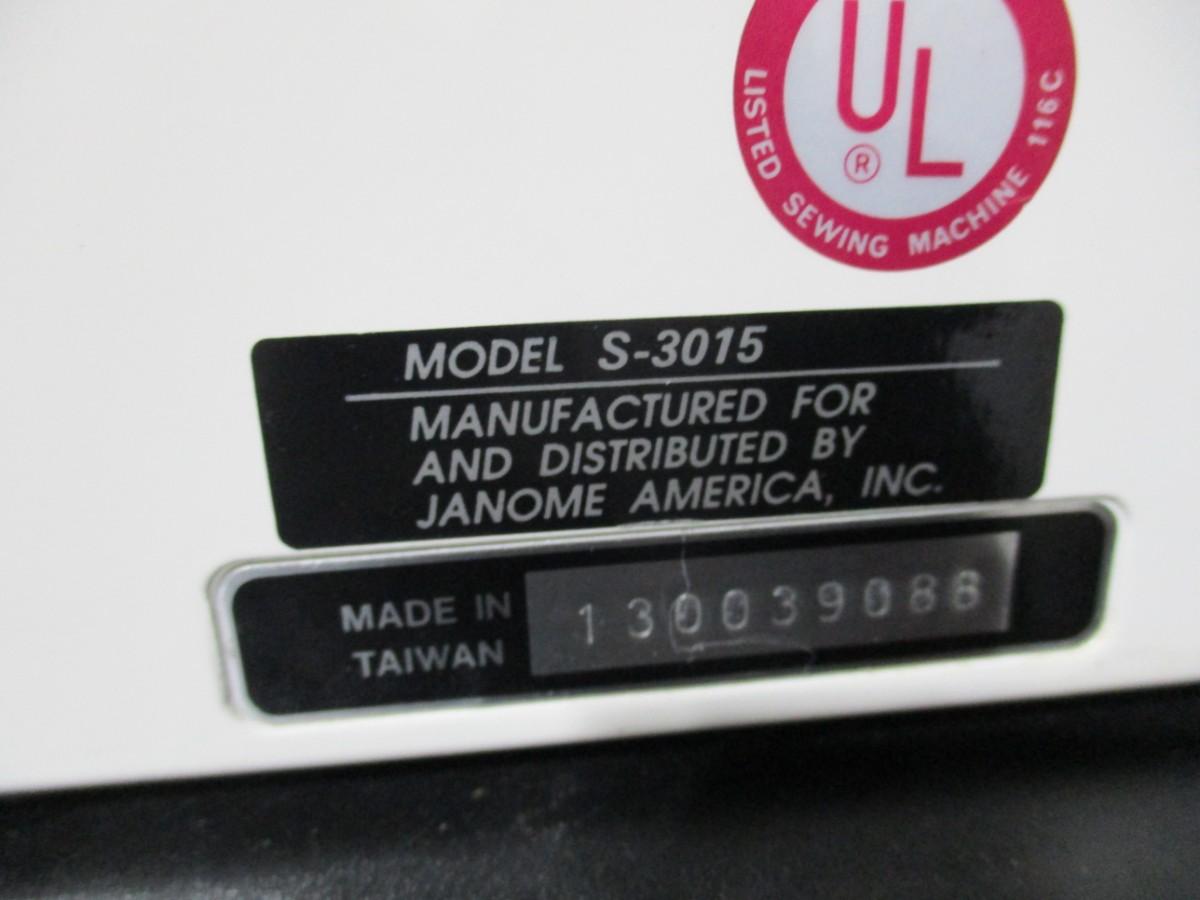 UL
®
LISTED SEWING MACHINE 116C
MODEL S-3015
MANUFACTURED FOR
AND DISTRIBUTED BY
JANOME AMERICA, INC.
MADE IN
TAIWAN
130039088